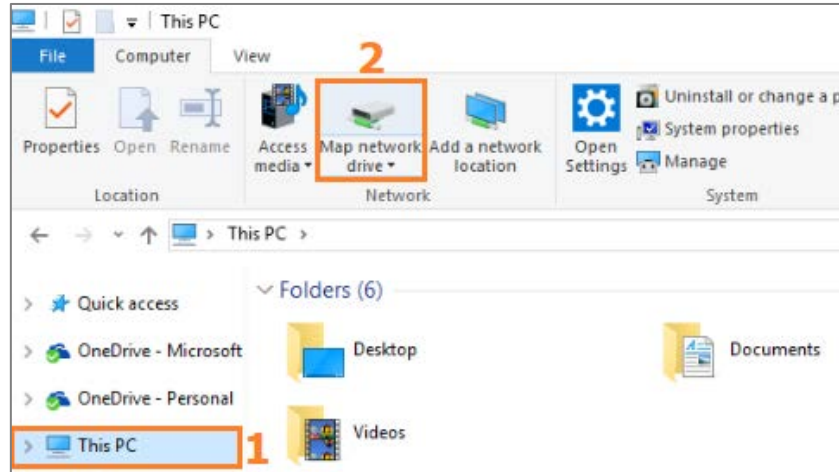 This PC
File Computer View
2
Properties Open Rename
Access media
Map network drive
Add a network location
Open Settings
Uninstall or change a p
System properties
Manage
Location Network System
This PC
Quick access
OneDrive - Microsoft
OneDrive - Personal
This PC
1
Folders (6)
Desktop
Documents
Videos